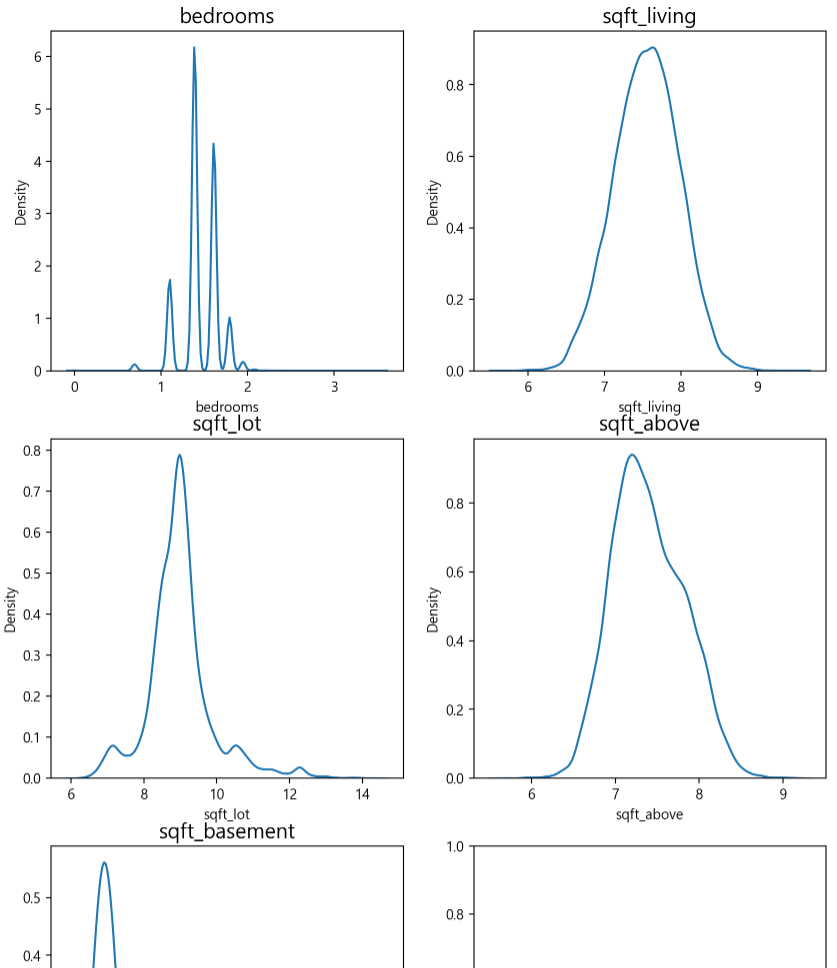 bedrooms
Density
6
5
4
3
2
1
0
0 1 2 3
bedrooms
sqft_living
Density
0.8
0.6
0.4
0.2
0.0
6 7 8 9
sqft_living
sqft_lot
Density
0.8
0.7
0.6
0.5
0.4
0.3
0.2
0.1
0.0
6 8 10 12 14
sqft_lot
sqft_above
Density
0.8
0.6
0.4
0.2
0.0
6 7 8 9
sqft_above
sqft_basement
0.5
0.4
1.0
0.8